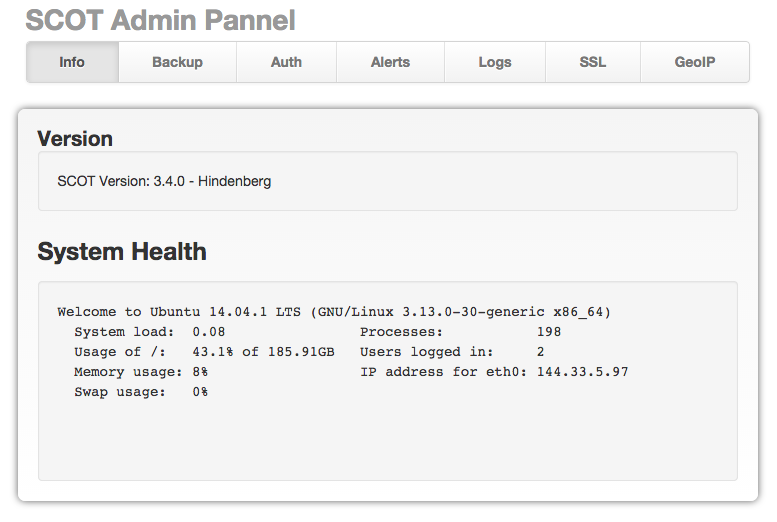 SCOT Admin Pannel
Info Backup Auth Alerts Logs SSL GeoIP
Version
SCOT Version: 3.4.0 - Hindenberg
System Health
Welcome to Ubuntu 14.04.1 LTS (GNU/Linux 3.13.0-30-generic x86_64)
System load: 0.08 Processes: 198
Usage of /: 43.1% of 185.91GB Users logged in: 2
Memory usage: 8% IP address for eth0: 144.33.5.97
Swap usage: 0%